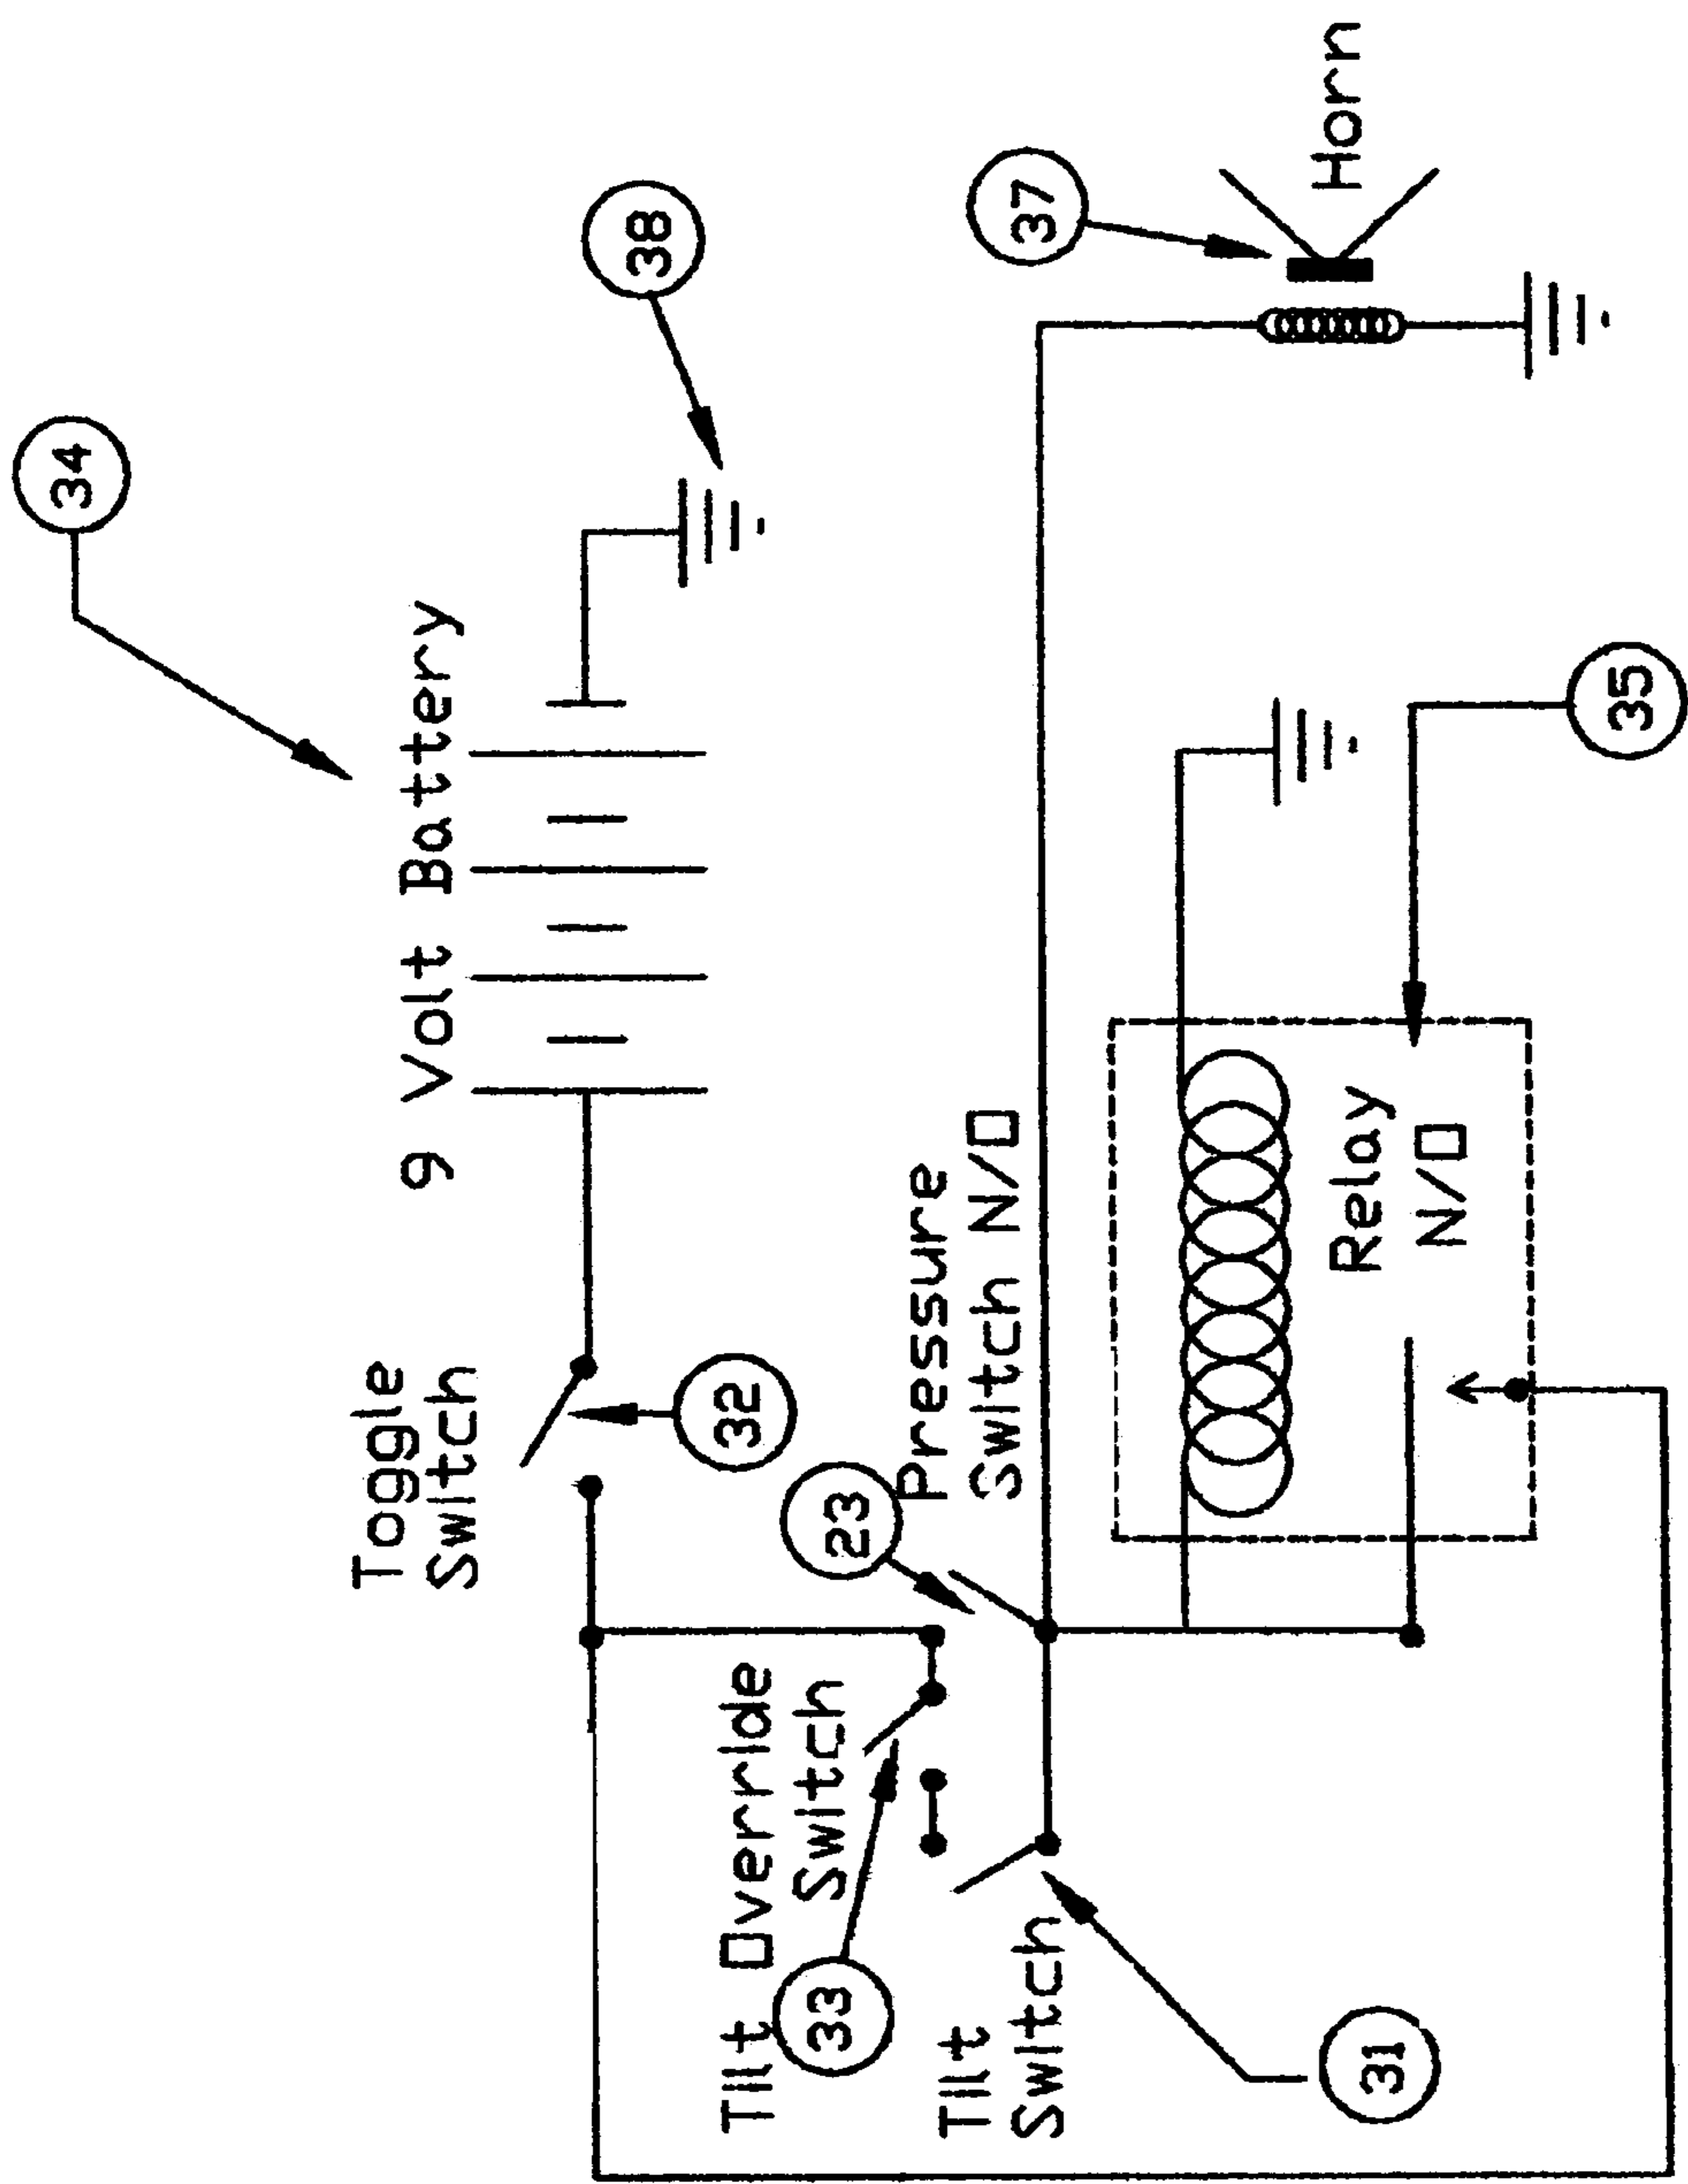 34
9 Volt Battery
Toggle
Switch
38
32
Tilt Override
Switch
33
23
Pressure
Switch N/O
Tilt
Switch
37
Horn
31
Relay
N/O
35